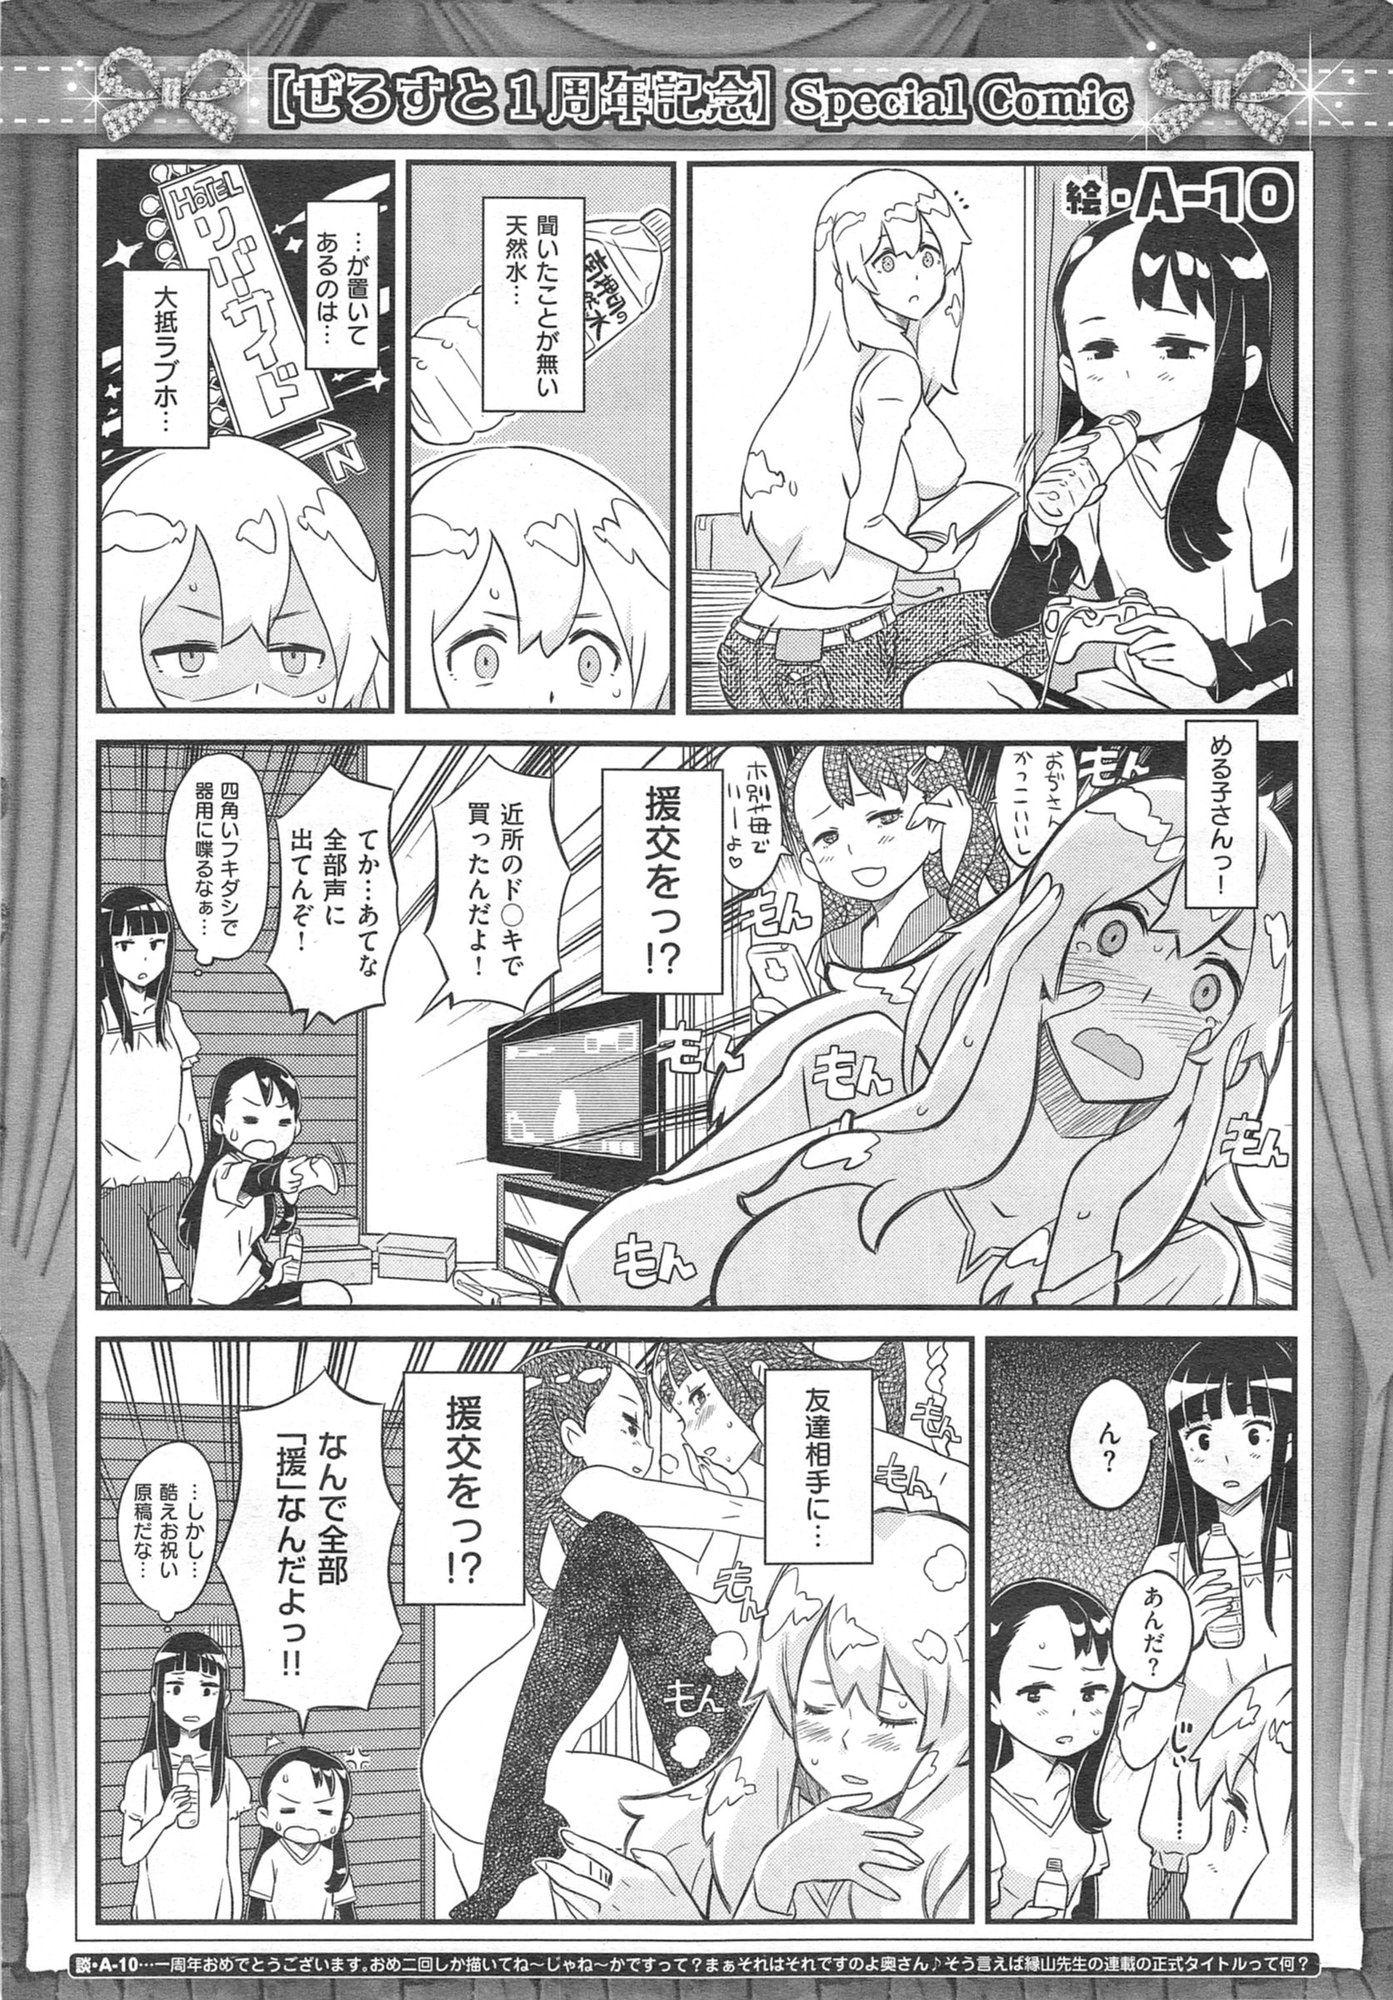 【ぜろすと1周年記念】Special Comic
絵・A-10
聞いたことが無い
天然水…
…が置いて
あるのは…
HOTEL
リバーサイド
N
大抵ラブホ…
める子さんっ!
おぢさん
かっこいいし
ホ別苺で
いーよ♡
もん
もん
もん
もん
もん
もん
援交をっ!?
近所のド○キで
買ったんだよ!
てか…あてな
全部声に
出てんぞ!
四角いフキダシで
器用に喋るなぁ…
ん?
あんだ?
じぃ…
友達相手に…
もん
もん
もん
援交をっ!?
なんで全部
「援」なんだよっ!!
…しかし…
酷えお祝い
原稿だな…
談・A-10…一周年おめでとうございます。おめ二回しか描いてね〜じゃね〜かですって?まぁそれはそれですのよ奥さん♪そう言えば縁山先生の連載の正式タイトルって何?